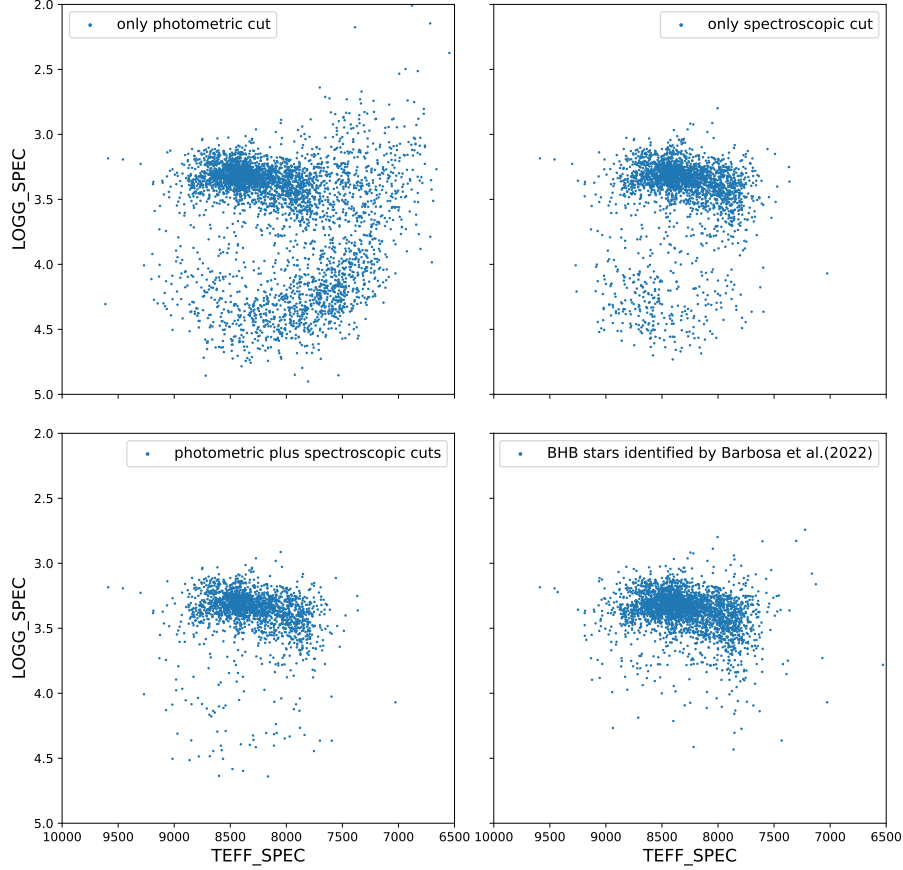 2.0
2.5
3.0
3.5
4.0
4.5
5.0
LOGG_SPEC
only photometric cut
only spectroscopic cut
2.0
2.5
3.0
3.5
4.0
4.5
5.0
LOGG_SPEC
photometric plus spectroscopic cuts
BHB stars identified by Barbosa et al.(2022)
10000 9500 9000 8500 8000 7500 7000 6500
10000 9500 9000 8500 8000 7500 7000 6500
TEFF_SPEC
TEFF_SPEC